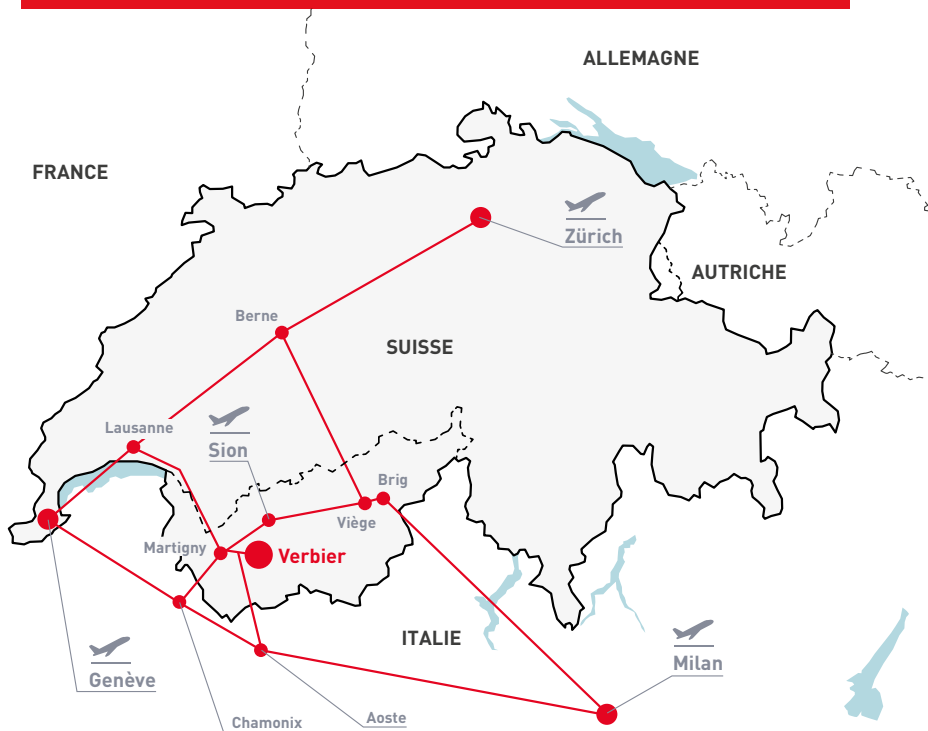 ALLEMAGNE
FRANCE
Zürich
AUTRICHE
Berne
SUISSE
Lausanne
Sion
Brig
Viège
Martigny
Verbier
ITALIE
Milan
Genève
Aoste
Chamonix